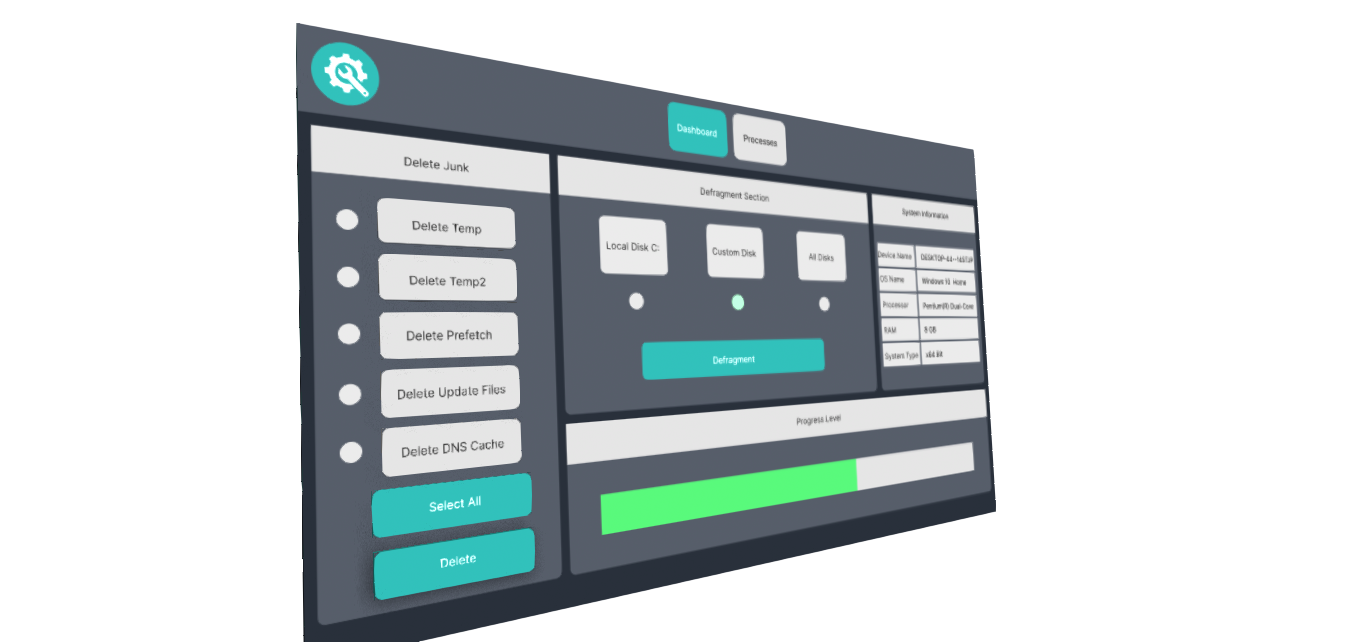 Dashboard
Processes
Delete Junk
Delete Temp
Delete Temp2
Delete Prefetch
Delete Update Files
Delete DNS Cache
Select All
Delete
Defragment Section
Local Disk C:
Custom Disk
All Disks
Defragment
System Information
Device Name
OS Name Windows 10 Home
Processor Pentium(R) Dual-Core
RAM 8 GB
System Type x64 Bit
Progress Level